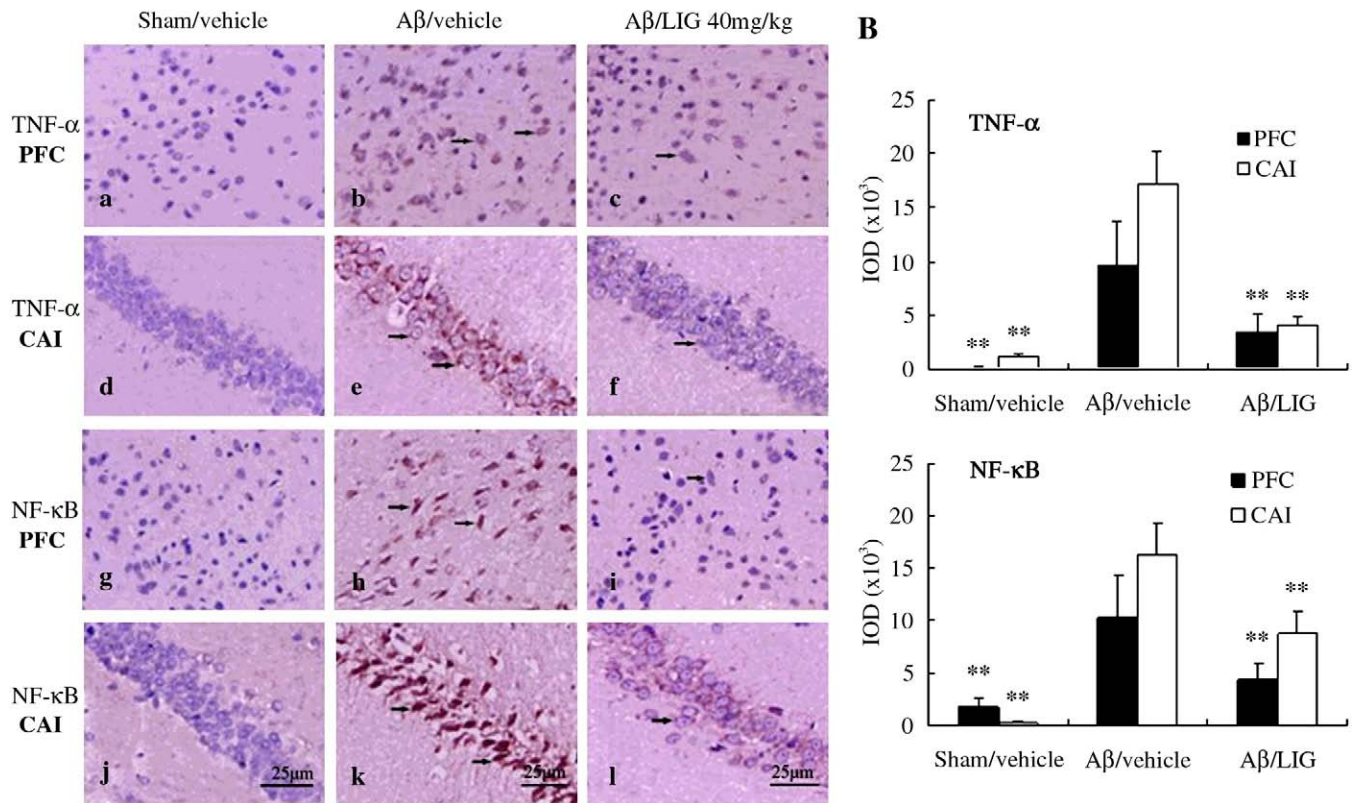 Sham/vehicle
Aβ/vehicle
Aβ/LIG 40mg/kg
TNF-α
PFC
a
b
c
TNF-α
CAI
d
e
f
NF-κB
PFC
g
h
i
NF-κB
CAI
j
25μm
k
l
25μm
B
TNF-α
PFC
CAI
IOD (x10³)
25
20
15
10
5
0
**
**
**
**
Sham/vehicle
Aβ/vehicle
Aβ/LIG
NF-κB
PFC
CAI
IOD (x10³)
25
20
15
10
5
0
**
**
**
**
Sham/vehicle
Aβ/vehicle
Aβ/LIG